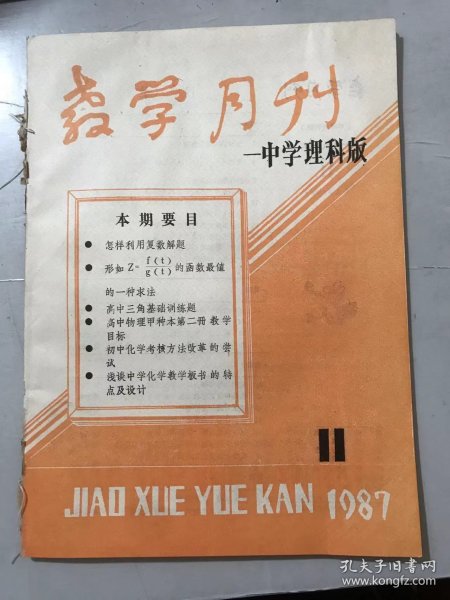 教学月刊
—中学理科版
本期要目
● 怎样利用复数解题
● 形如 Z= f(t)/g(t) 的函数最值
的一种求法
● 高中三角基础训练题
● 高中物理甲种本第二册教学
目标
● 初中化学考核方法改革的尝
试
● 浅谈中学化学教学板书的特
点及设计
11
JIAO XUE YUE KAN 1987
孔夫子旧书网
www.kongfz.com